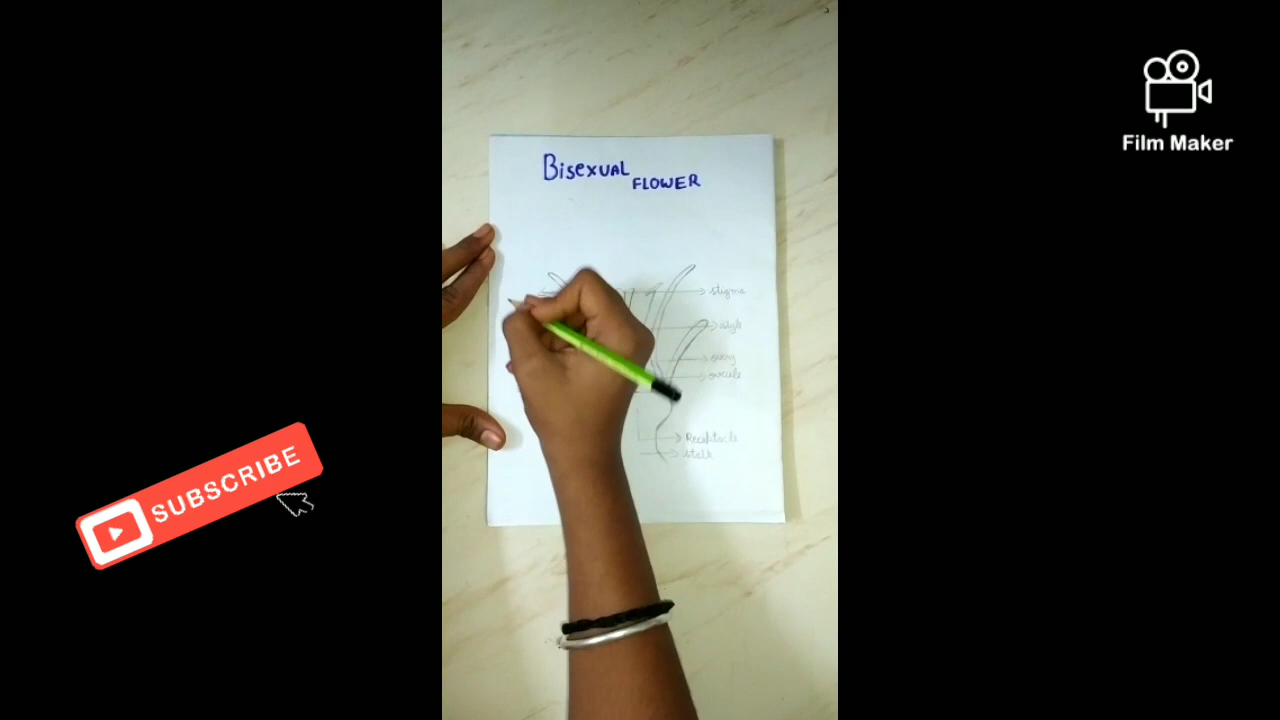 Film Maker
Bisexual
FLOWER
stigma
style
ovary
ovule
Receptacle
stalk
SUBSCRIBE